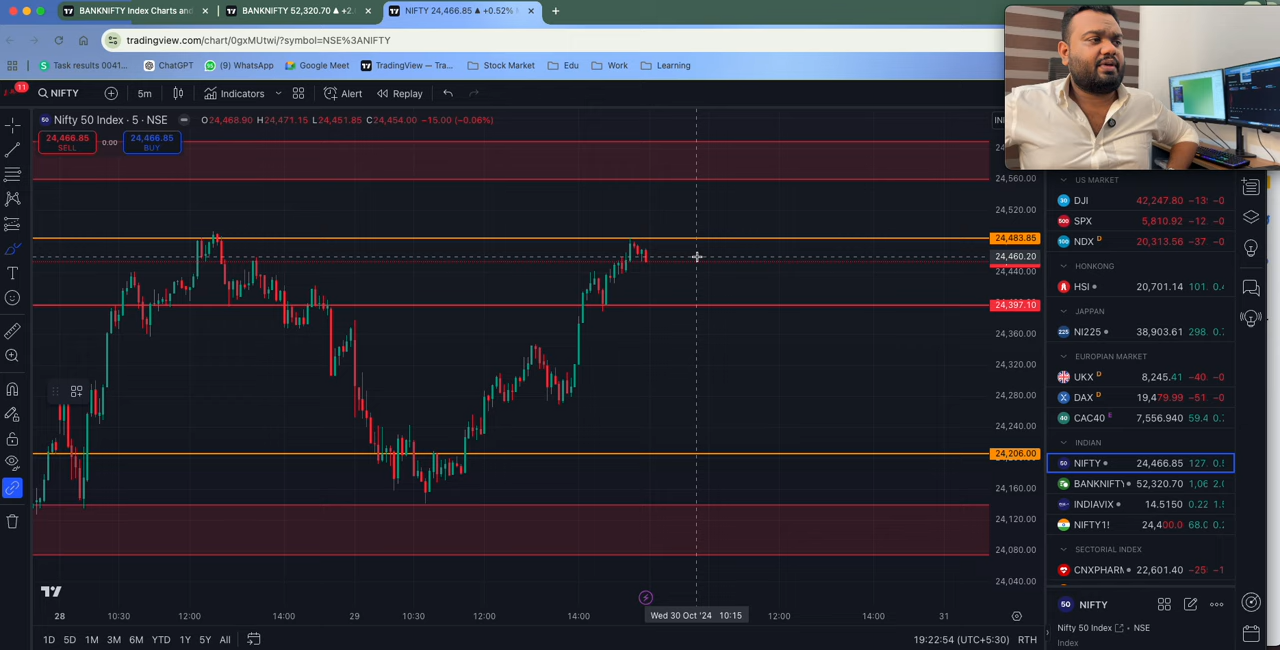 BANKNIFTY Index Charts and
BANKNIFTY 52,320.70 ▲ +2.
NIFTY 24,466.85 ▲ +0.52%
tradingview.com/chart/0gxMUtwi/?symbol=NSE%3ANIFTY
Task results 0041... ChatGPT (9) WhatsApp Google Meet TradingView — Tra... Stock Market Edu Work Learning
11
NIFTY 5m Indicators Alert Replay
Nifty 50 Index · 5 · NSE O24,468.90 H24,471.15 L24,451.85 C24,454.00 −15.00 (−0.06%)
24,466.85 SELL 0.00 24,466.85 BUY
24,560.00
24,520.00
24,483.85
24,460.20
24,440.00
24,397.10
24,360.00
24,320.00
24,280.00
24,240.00
24,206.00
24,160.00
24,120.00
24,080.00
24,040.00
28 10:30 12:00 14:00 29 10:30 12:00 14:00 Wed 30 Oct '24 10:15 12:00 14:00 31
1D 5D 1M 3M 6M YTD 1Y 5Y All
19:22:54 (UTC+5:30) RTH
US MARKET
DJI 42,247.80
SPX 5,810.92 −12.
NDX D 20,313.56 −37.
HONKONG
HSI 20,701.14 101.
JAPPAN
NI225 38,903.61 298.
EUROPIAN MARKET
UKX D 8,245.41 −40.
DAX D 19,479.99 −51.
CAC40 E 7,556.940 59.4
INDIAN
NIFTY 24,466.85 127.
BANKNIFTY 52,320.70 1,06
INDIAVIX 14.5150 0.22
NIFTY1! 24,400.0 68.0
SECTORIAL INDEX
CNXPHARM 22,601.40
50 NIFTY
Nifty 50 Index · NSE
Index